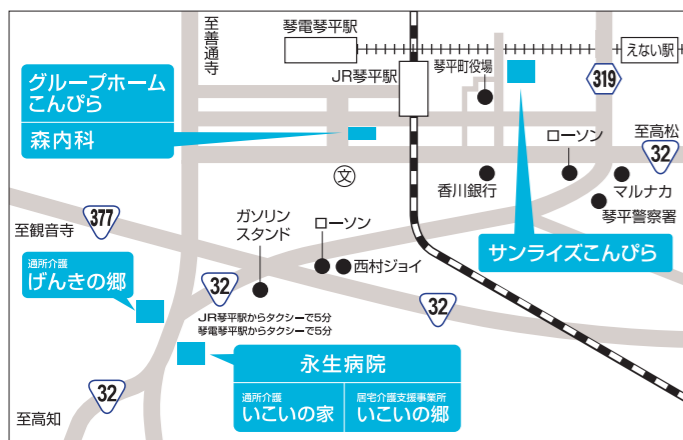 至善通寺
琴電琴平駅
えない駅
JR琴平駅
琴平町役場
319
グループホーム
こんぴら
森内科
ローソン
至高松
32
文
香川銀行
マルナカ
琴平警察署
377
至観音寺
ガソリン
スタンド
ローソン
西村ジョイ
サンライズこんぴら
通所介護
げんきの郷
32
JR琴平駅からタクシーで5分
琴電琴平駅からタクシーで5分
32
永生病院
通所介護
いこいの家
居宅介護支援事業所
いこいの郷
32
至高知